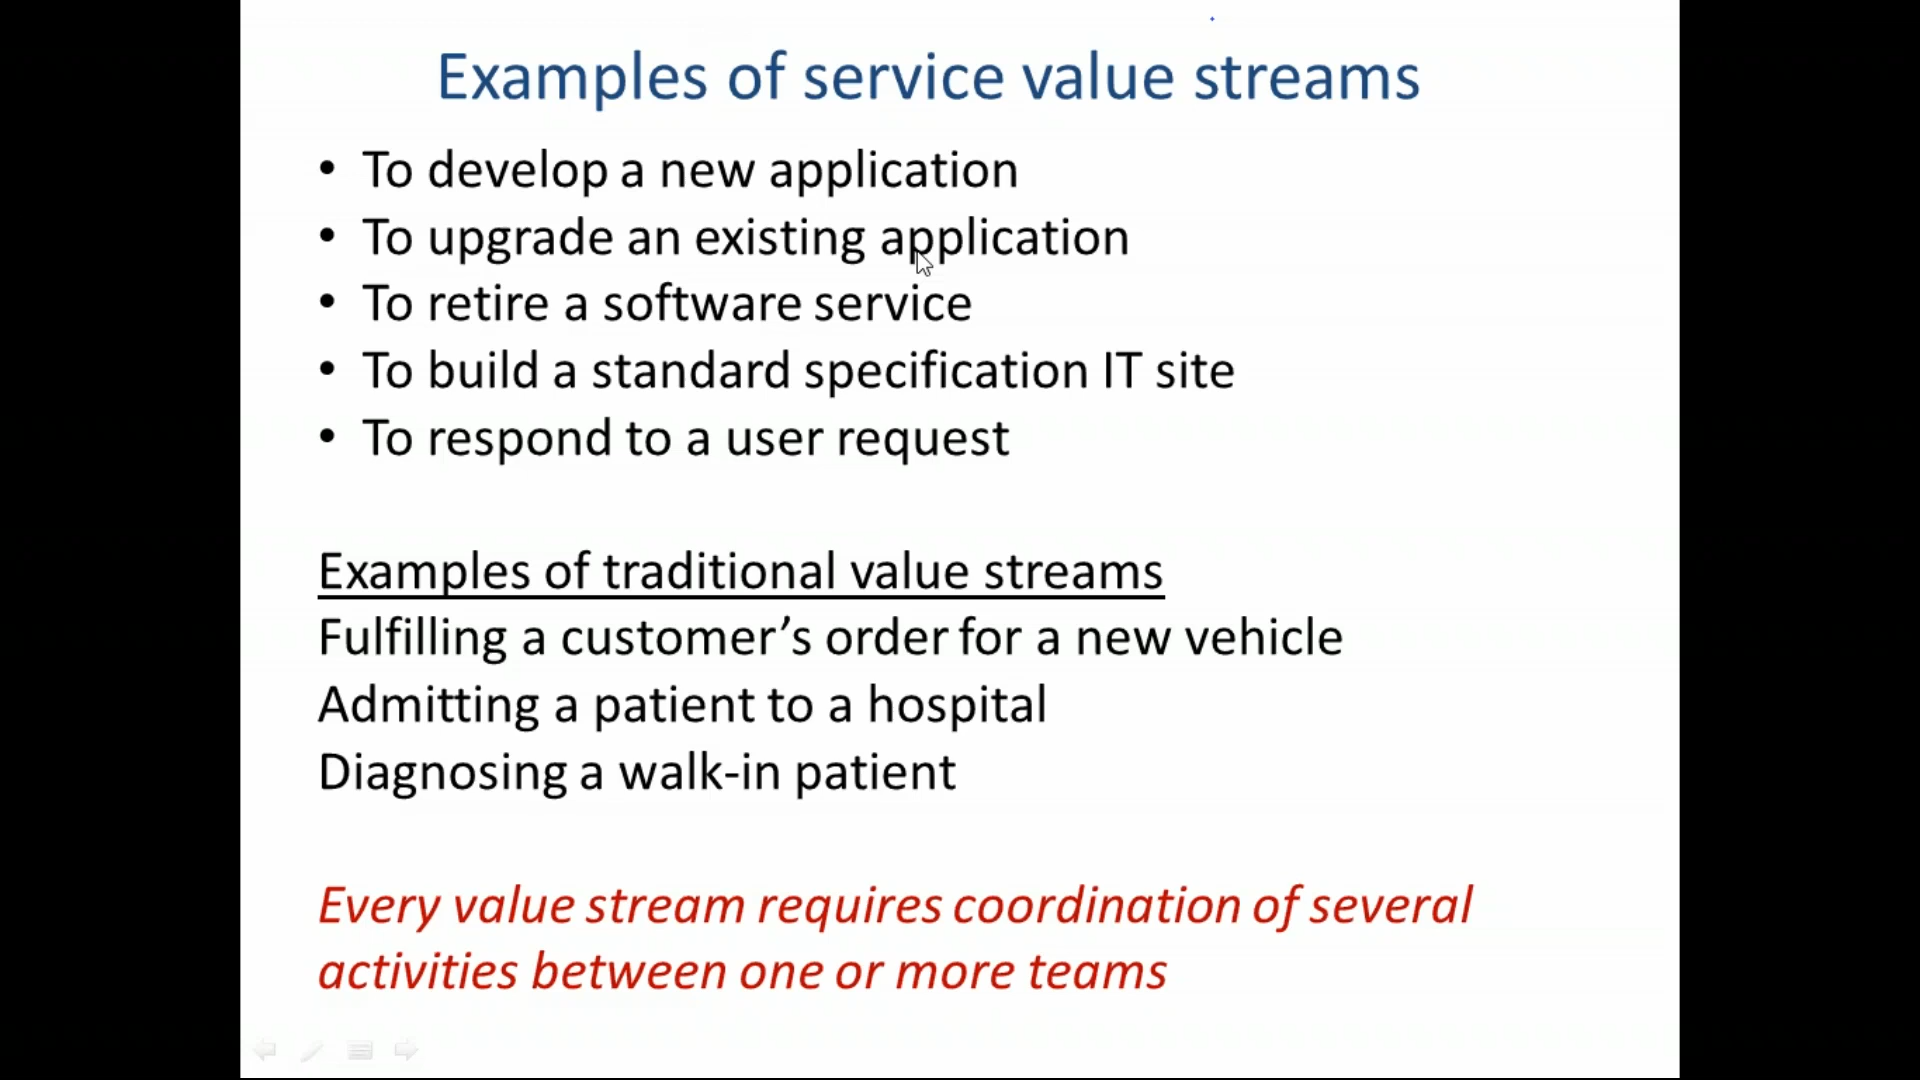 Examples of service value streams
• To develop a new application
• To upgrade an existing application
• To retire a software service
• To build a standard specification IT site
• To respond to a user request
Examples of traditional value streams
Fulfilling a customer’s order for a new vehicle
Admitting a patient to a hospital
Diagnosing a walk-in patient
Every value stream requires coordination of several
activities between one or more teams